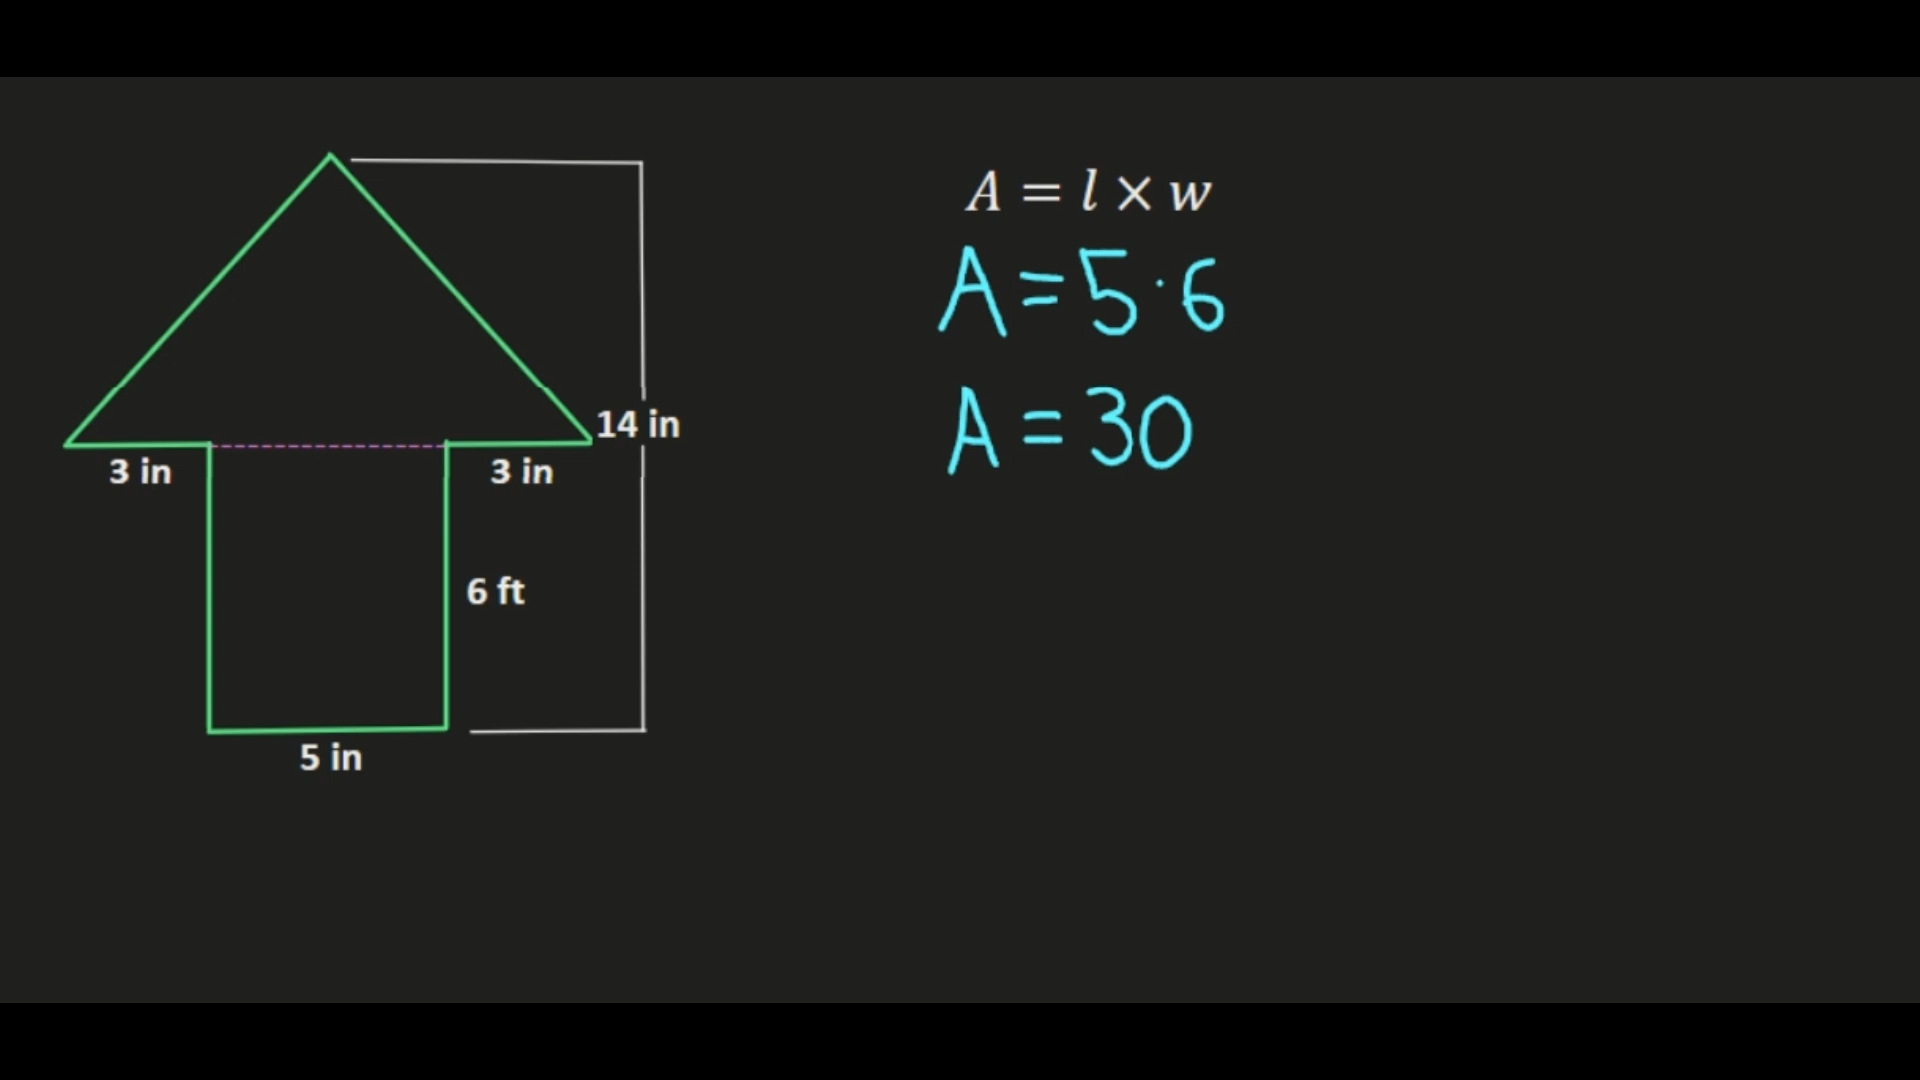 A = l × w
A = 5 · 6
A = 30
14 in
3 in
3 in
6 ft
5 in